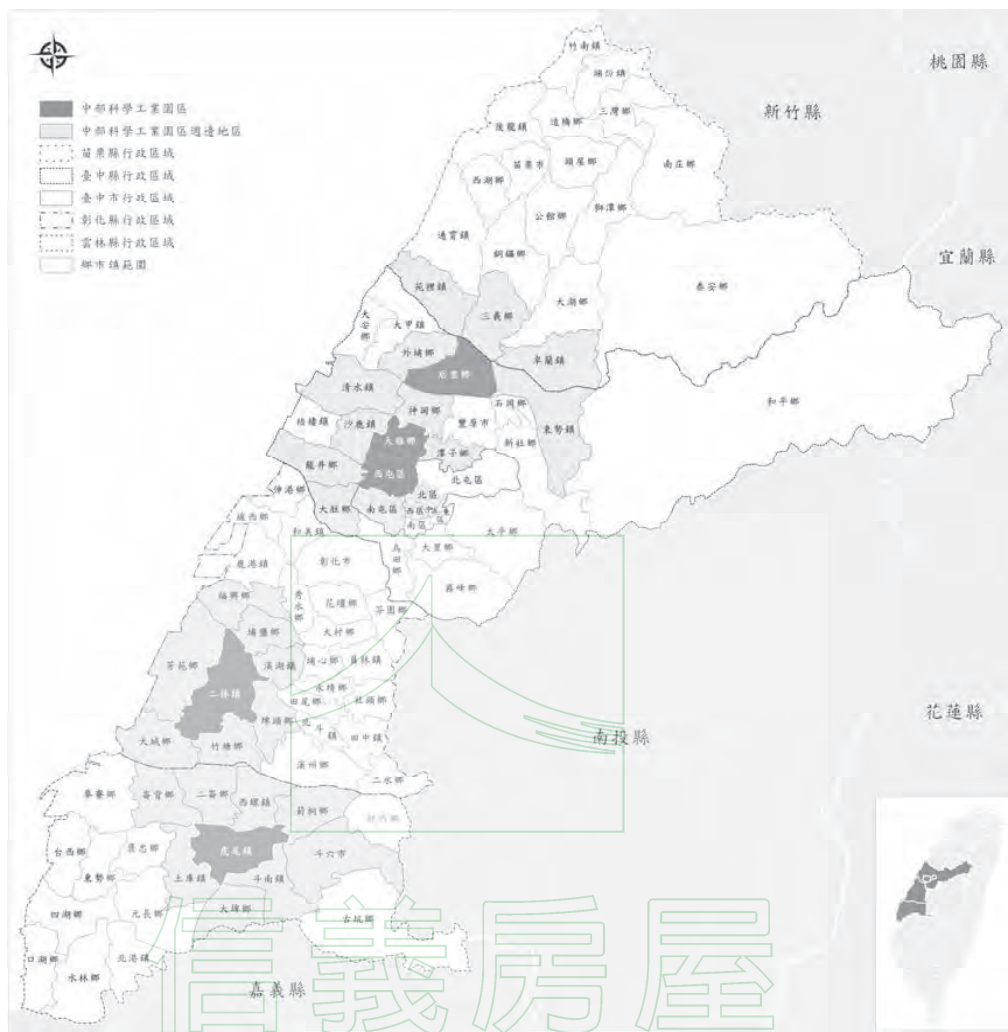 桃園縣
新竹縣
中部科學工業園區
中部科學工業園區週邊地區
苗栗縣行政區域
臺中縣行政區域
臺中市行政區域
彰化縣行政區域
雲林縣行政區域
鄉市鎮範圍
竹南鎮
頭份鎮
三灣鄉
造橋鄉
後龍鎮
苗栗市
頭屋鄉
南庄鄉
西湖鄉
公館鄉
獅潭鄉
通霄鎮
銅鑼鄉
宜蘭縣
苑裡鎮
三義鄉
大湖鄉
泰安鄉
大安鄉
大甲鎮
外埔鄉
后里鄉
卓蘭鎮
清水鎮
和平鄉
石岡鄉
神岡鄉
豐原市
東勢鎮
梧棲鎮
沙鹿鎮
大雅鄉
新社鄉
潭子鄉
龍井鄉
西屯區
北屯區
伸港鄉
北區
大肚鄉
南屯區
西區
南區
線西鄉
和美鎮
太平鄉
烏日鄉
大里鄉
鹿港鎮
彰化市
霧峰鄉
福興鄉
秀水鄉
花壇鄉
芬園鄉
埔鹽鄉
大村鄉
芳苑鄉
溪湖鎮
埔心鄉
員林鎮
二林鎮
永靖鄉
田尾鄉
社頭鄉
埤頭鄉
北斗鎮
田中鎮
大城鄉
竹塘鄉
溪州鄉
二水鄉
南投縣
花蓮縣
麥寮鄉
崙背鄉
二崙鄉
西螺鎮
莿桐鄉
林內鄉
台西鄉
褒忠鄉
虎尾鎮
斗六市
東勢鄉
土庫鎮
斗南鎮
四湖鄉
元長鄉
大埤鄉
古坑鄉
口湖鄉
水林鄉
北港鎮
嘉義縣
信義房屋